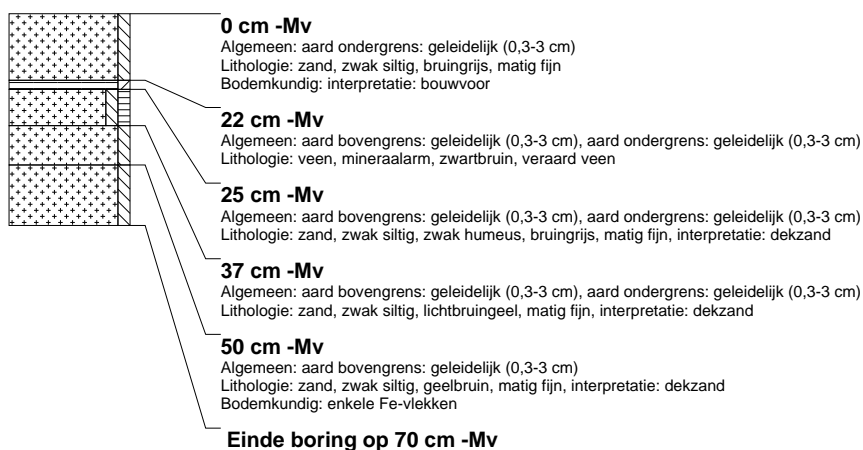 0 cm -Mv
Algemeen: aard ondergrens: geleidelijk (0,3-3 cm)
Lithologie: zand, zwak siltig, bruingrijs, matig fijn
Bodemkundig: interpretatie: bouwvoor
22 cm -Mv
Algemeen: aard bovengrens: geleidelijk (0,3-3 cm), aard ondergrens: geleidelijk (0,3-3 cm)
Lithologie: veen, mineraalarm, zwartbruin, veraard veen
25 cm -Mv
Algemeen: aard bovengrens: geleidelijk (0,3-3 cm), aard ondergrens: geleidelijk (0,3-3 cm)
Lithologie: zand, zwak siltig, zwak humeus, bruingrijs, matig fijn, interpretatie: dekzand
37 cm -Mv
Algemeen: aard bovengrens: geleidelijk (0,3-3 cm), aard ondergrens: geleidelijk (0,3-3 cm)
Lithologie: zand, zwak siltig, lichtbruingeel, matig fijn, interpretatie: dekzand
50 cm -Mv
Algemeen: aard bovengrens: geleidelijk (0,3-3 cm)
Lithologie: zand, zwak siltig, geelbruin, matig fijn, interpretatie: dekzand
Bodemkundig: enkele Fe-vlekken
Einde boring op 70 cm -Mv